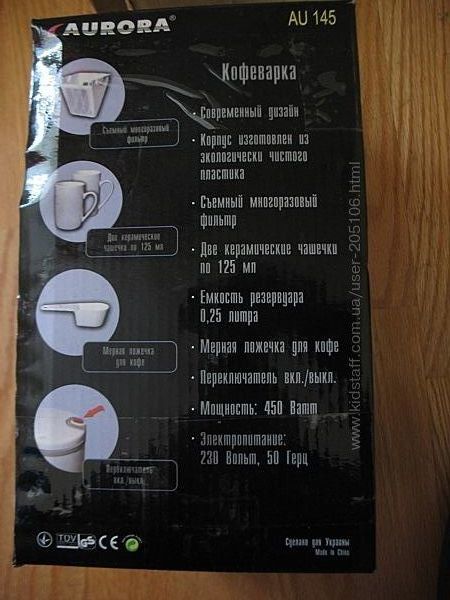 AURORA®
AU 145
Кофеварка
· Современный дизайн
· Корпус изготовлен из
экологически чистого
пластика
· Съемный многоразовый
фильтр
· Две керамические чашечки
по 125 мл
· Емкость резервуара
0,25 литра
· Мерная ложечка для кофе
· Переключатель вкл./выкл.
· Мощность: 450 Ватт
· Электропитание:
230 Вольт, 50 Герц
Съемный многоразовый
фильтр
Две керамические
чашечки по 125 мл
Мерная ложечка
для кофе
Переключатель
вкл./выкл.
TÜV GS CE
Сделано для Украины
Made in China
www.kidstaff.com.ua/user-205106.html